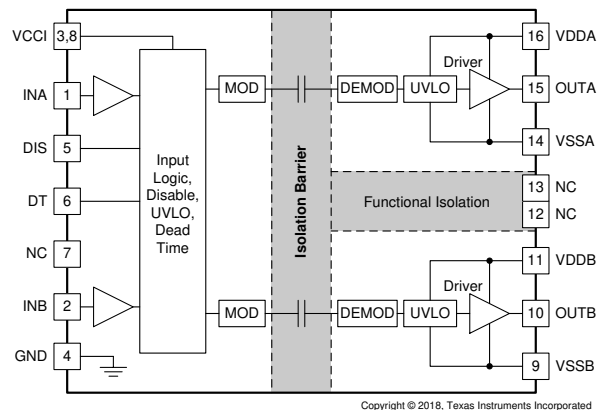 VCCI 3,8
INA 1
DIS 5
DT 6
NC 7
INB 2
GND 4
Input
Logic,
Disable,
UVLO,
Dead
Time
MOD
MOD
Isolation Barrier
DEMOD UVLO
Driver
16 VDDA
15 OUTA
14 VSSA
Functional Isolation
13 NC
12 NC
11 VDDB
DEMOD UVLO
Driver
10 OUTB
9 VSSB
Copyright © 2018, Texas Instruments Incorporated